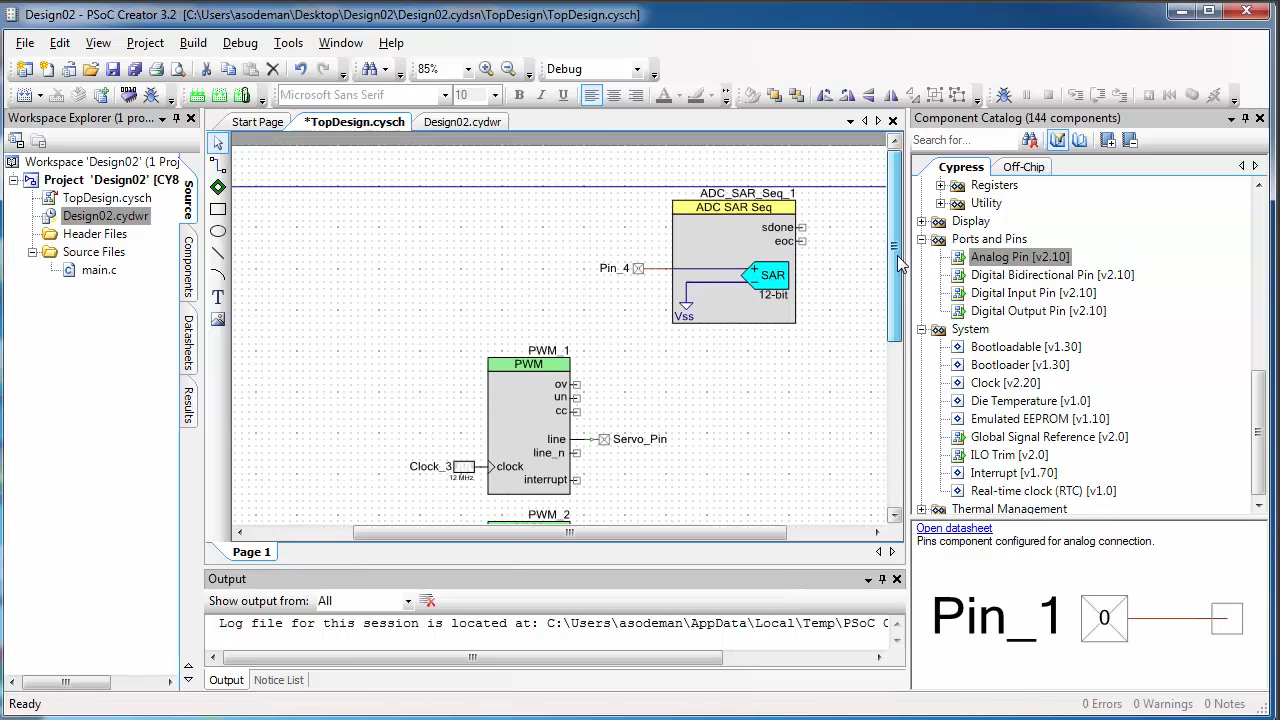 Design02 - PSoC Creator 3.2 [C:\Users\asodeman\Desktop\Design02\Design02.cydsn\TopDesign\TopDesign.cysch]
File Edit View Project Build Debug Tools Window Help
85% Debug
Microsoft Sans Serif 10 B I U A
Workspace Explorer (1 pro...
Start Page *TopDesign.cysch Design02.cydwr
Component Catalog (144 components)
Search for...
Cypress Off-Chip
Workspace 'Design02' (1 Proj
Project 'Design02' [CY8
TopDesign.cysch
Design02.cydwr
Header Files
Source Files
main.c
Source
Components
Datasheets
Results
T
ADC_SAR_Seq_1
ADC SAR Seq
sdone
eoc
Pin_4
SAR
12-bit
Vss
PWM_1
PWM
ov
un
cc
line
Servo_Pin
line_n
Clock_3
clock
12 MHz
interrupt
PWM_2
Registers
Utility
Display
Ports and Pins
Analog Pin [v2.10]
Digital Bidirectional Pin [v2.10]
Digital Input Pin [v2.10]
Digital Output Pin [v2.10]
System
Bootloadable [v1.30]
Bootloader [v1.30]
Clock [v2.20]
Die Temperature [v1.0]
Emulated EEPROM [v1.10]
Global Signal Reference [v2.0]
ILO Trim [v2.0]
Interrupt [v1.70]
Real-time clock (RTC) [v1.0]
Thermal Management
Open datasheet
Pins component configured for analog connection.
Pin_1 0
Page 1
Output
Show output from: All
Log file for this session is located at: C:\Users\asodeman\AppData\Local\Temp\PSoC C
Output Notice List
Ready
0 Errors 0 Warnings 0 Notes